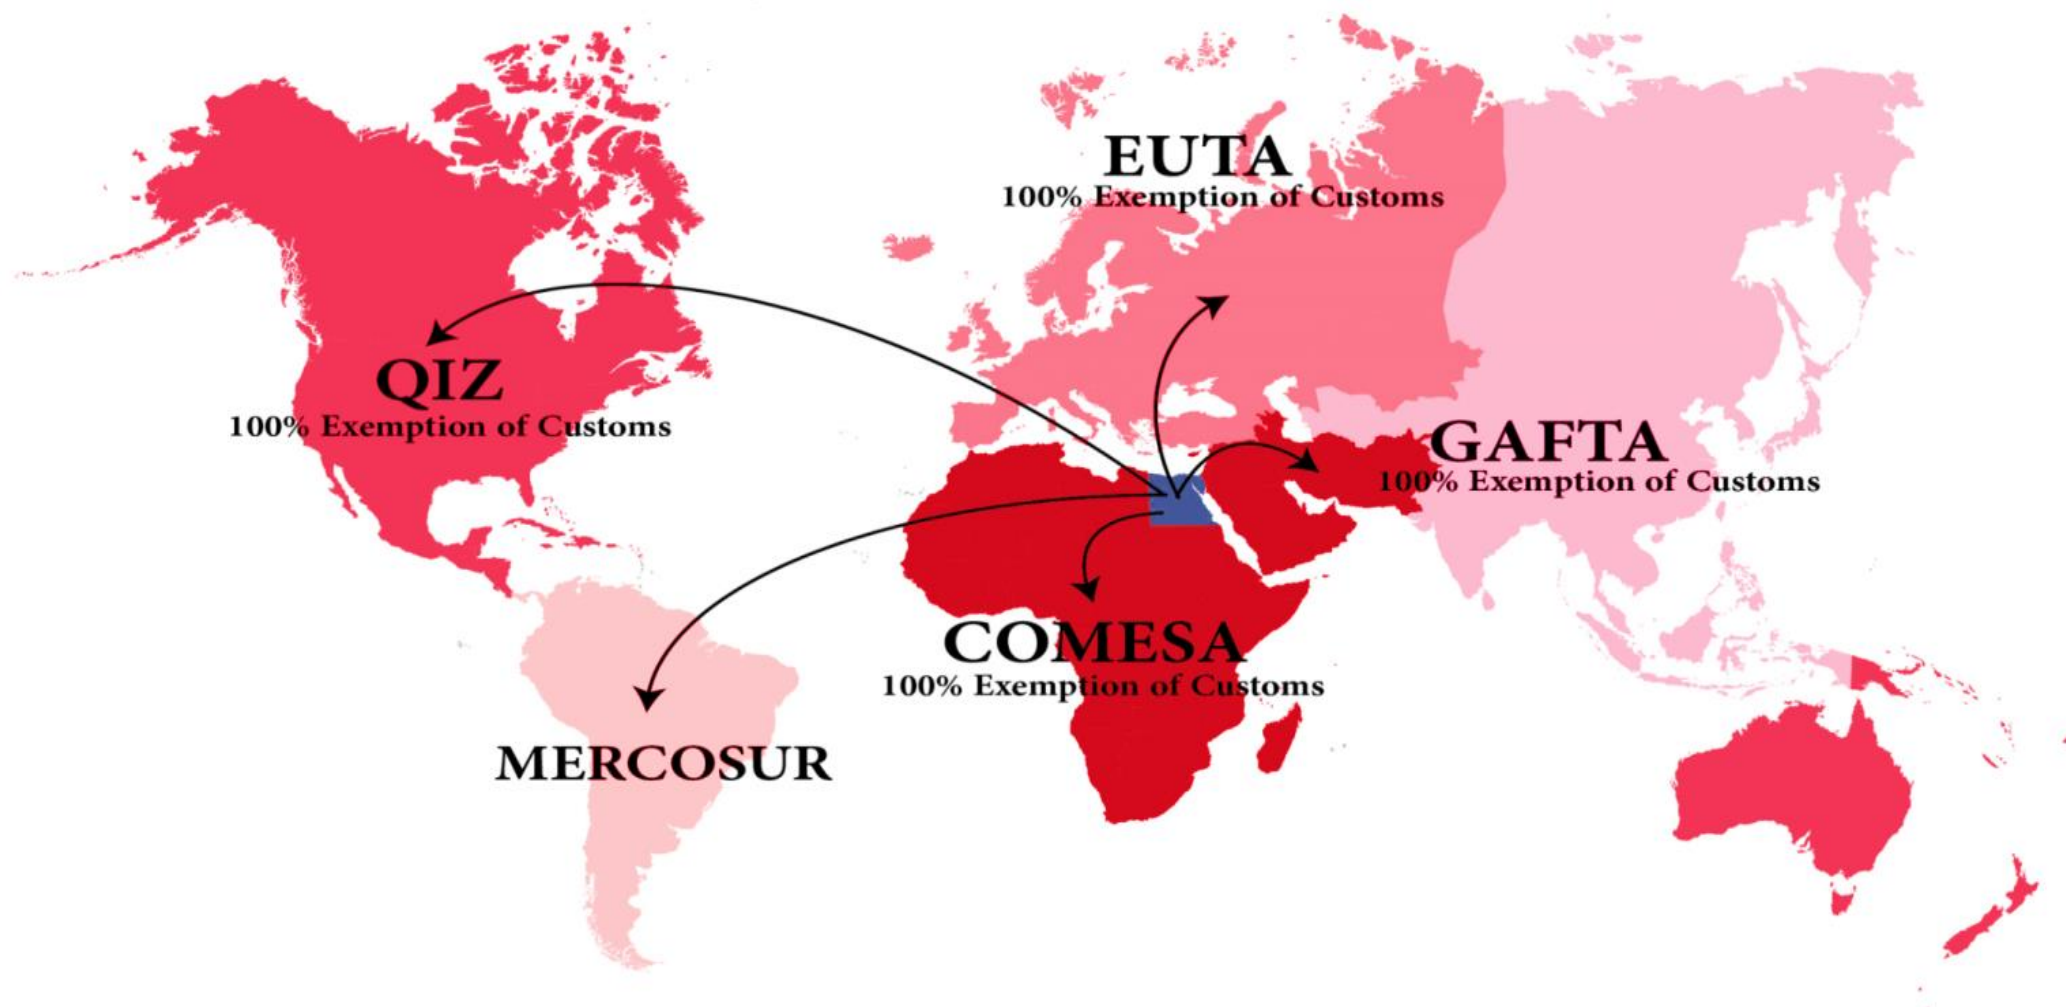 EUTA
100% Exemption of Customs
QIZ
100% Exemption of Customs
GAFTA
100% Exemption of Customs
COMESA
100% Exemption of Customs
MERCOSUR